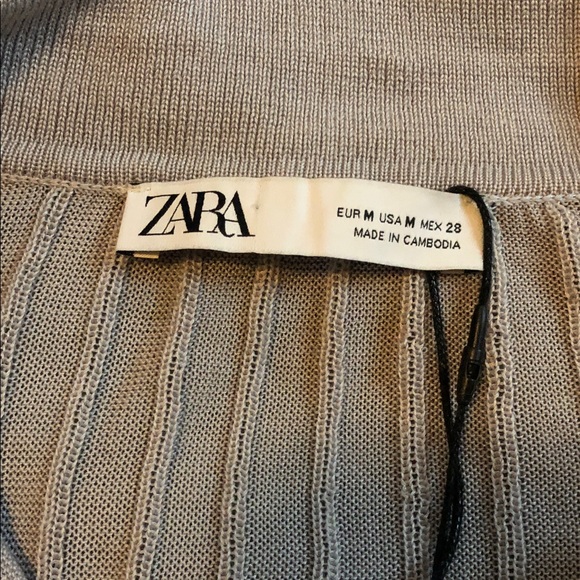 ZARA
EUR M USA M MEX 28
MADE IN CAMBODIA